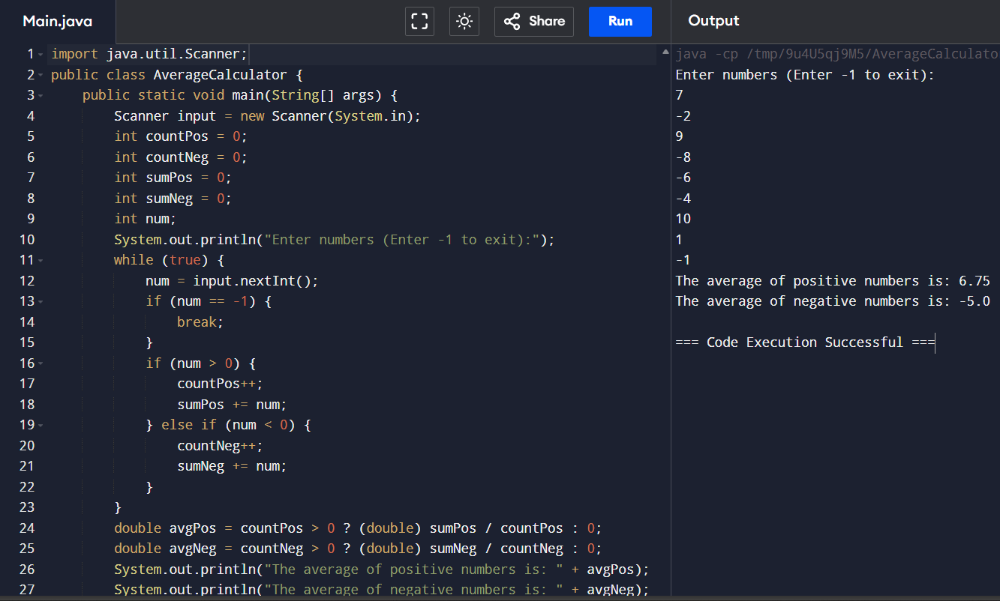 Main.java
Share
Run
Output
1 import java.util.Scanner;
2 public class AverageCalculator {
3 public static void main(String[] args) {
4 Scanner input = new Scanner(System.in);
5 int countPos = 0;
6 int countNeg = 0;
7 int sumPos = 0;
8 int sumNeg = 0;
9 int num;
10 System.out.println("Enter numbers (Enter -1 to exit):");
11 while (true) {
12 num = input.nextInt();
13 if (num == -1) {
14 break;
15 }
16 if (num > 0) {
17 countPos++;
18 sumPos += num;
19 } else if (num < 0) {
20 countNeg++;
21 sumNeg += num;
22 }
23 }
24 double avgPos = countPos > 0 ? (double) sumPos / countPos : 0;
25 double avgNeg = countNeg > 0 ? (double) sumNeg / countNeg : 0;
26 System.out.println("The average of positive numbers is: " + avgPos);
27 System.out.println("The average of negative numbers is: " + avgNeg);
java -cp /tmp/9u4U5qj9M5/AverageCalculato
Enter numbers (Enter -1 to exit):
7
-2
9
-8
-6
-4
10
1
-1
The average of positive numbers is: 6.75
The average of negative numbers is: -5.0
=== Code Execution Successful ===